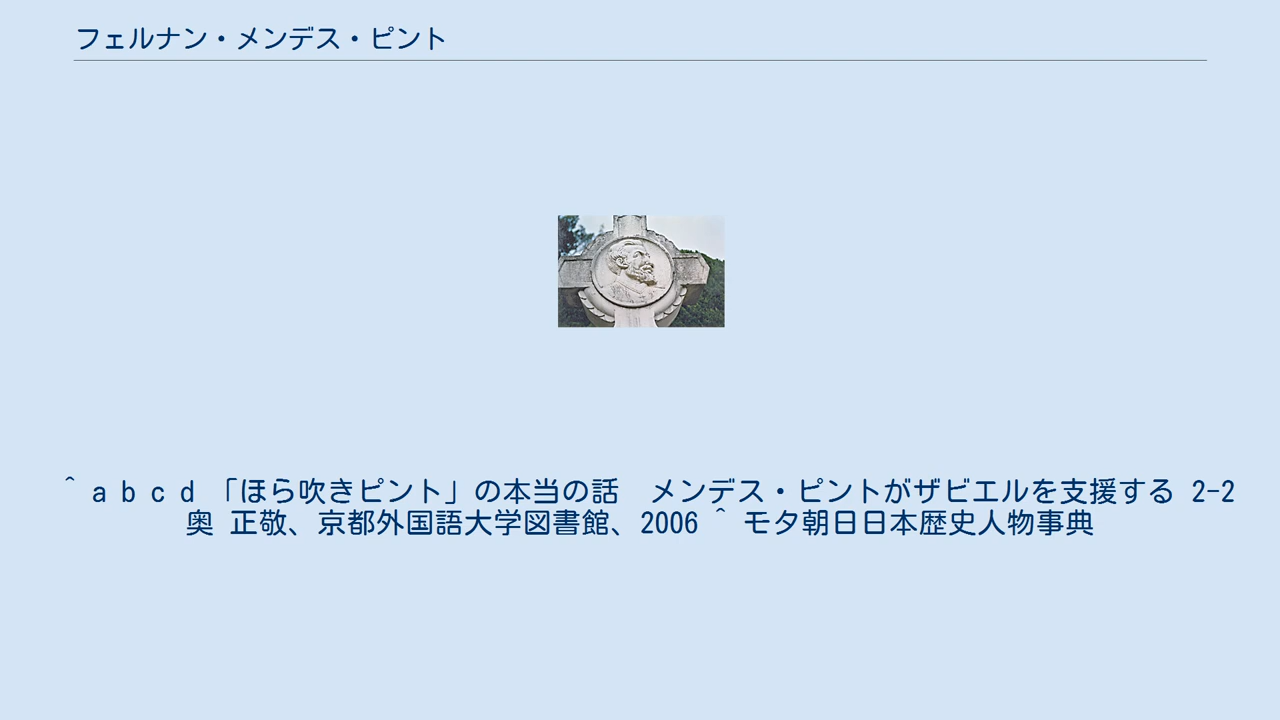 フェルナン・メンデス・ピント
^ a b c d 「ほら吹きピント」の本当の話　メンデス・ピントがザビエルを支援する 2-2
奥 正敬、京都外国語大学図書館、2006 ^ モタ朝日日本歴史人物事典